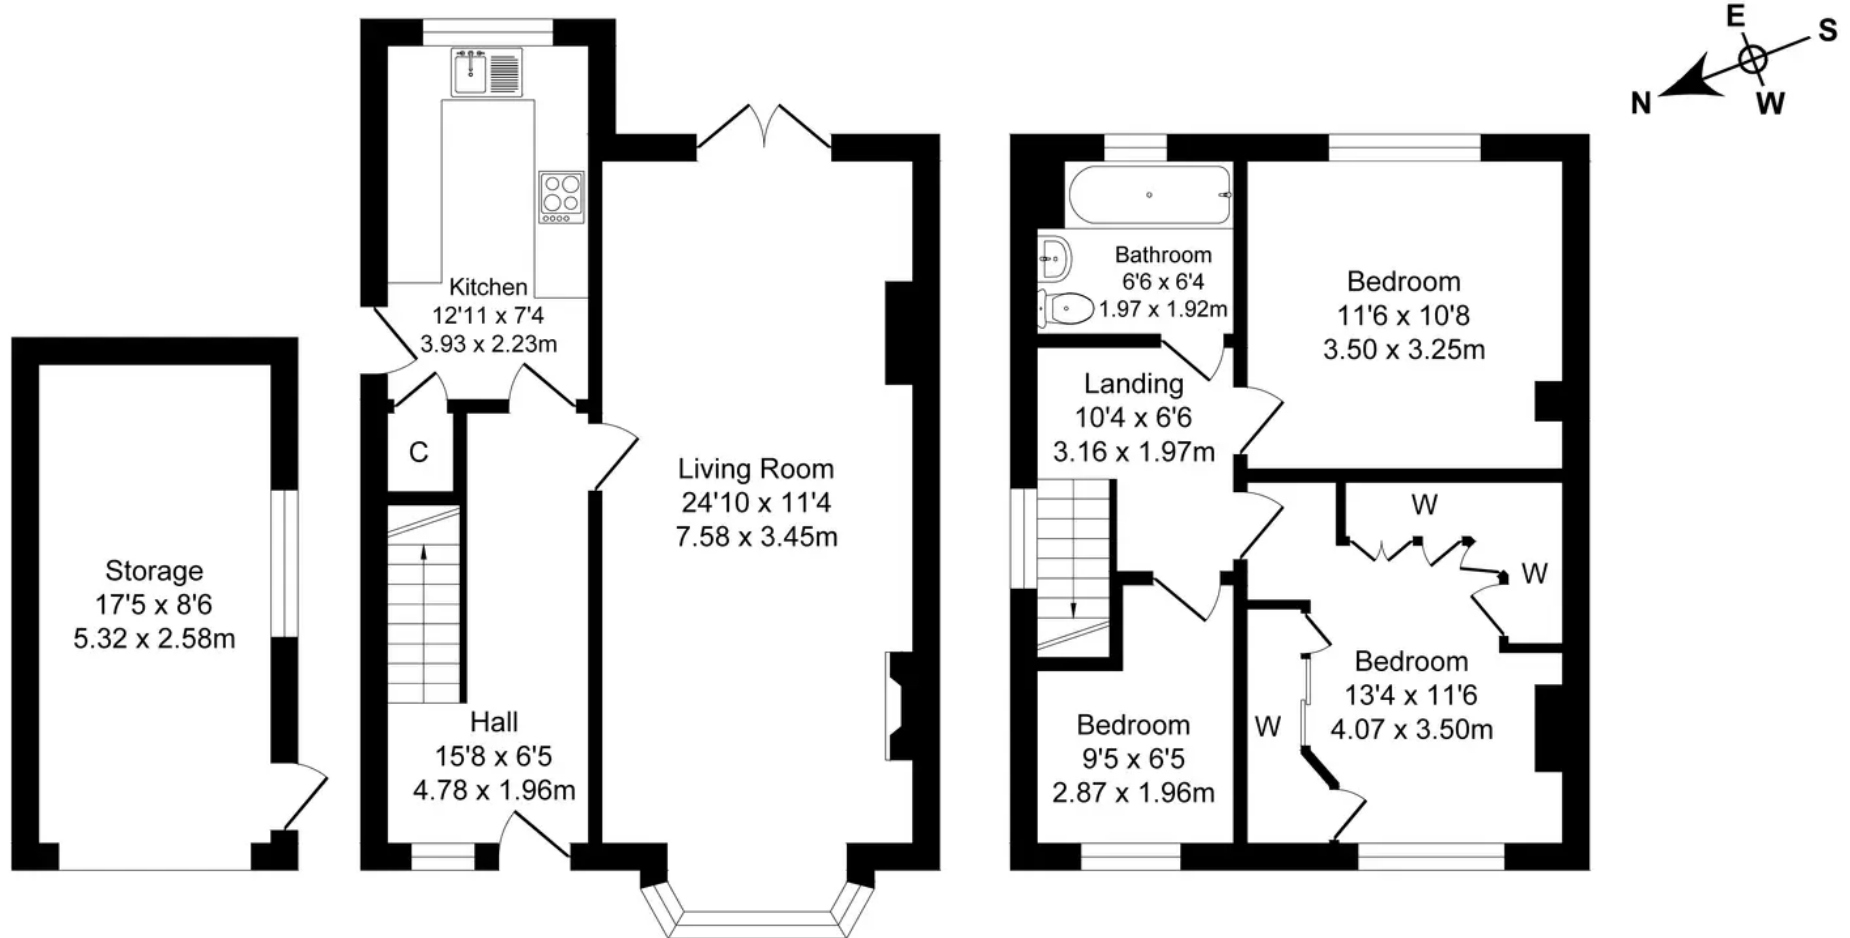 E
S
N
W
Kitchen
12'11 x 7'4
3.93 x 2.23m
C
Living Room
24'10 x 11'4
7.58 x 3.45m
Storage
17'5 x 8'6
5.32 x 2.58m
Hall
15'8 x 6'5
4.78 x 1.96m
Bathroom
6'6 x 6'4
1.97 x 1.92m
Bedroom
11'6 x 10'8
3.50 x 3.25m
Landing
10'4 x 6'6
3.16 x 1.97m
W
W
Bedroom
13'4 x 11'6
4.07 x 3.50m
W
Bedroom
9'5 x 6'5
2.87 x 1.96m